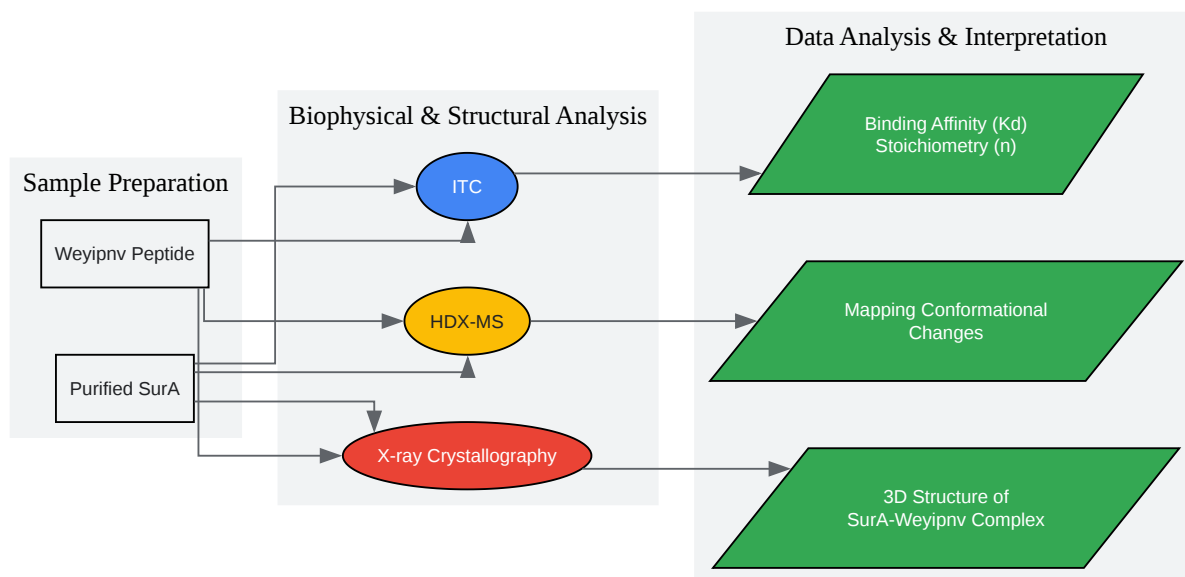 Sample Preparation
Weyipnv Peptide
Purified SurA
Biophysical & Structural Analysis
ITC
HDX-MS
X-ray Crystallography
Data Analysis & Interpretation
Binding Affinity (Kd)
Stoichiometry (n)
Mapping Conformational
Changes
3D Structure of
SurA-Weyipnv Complex